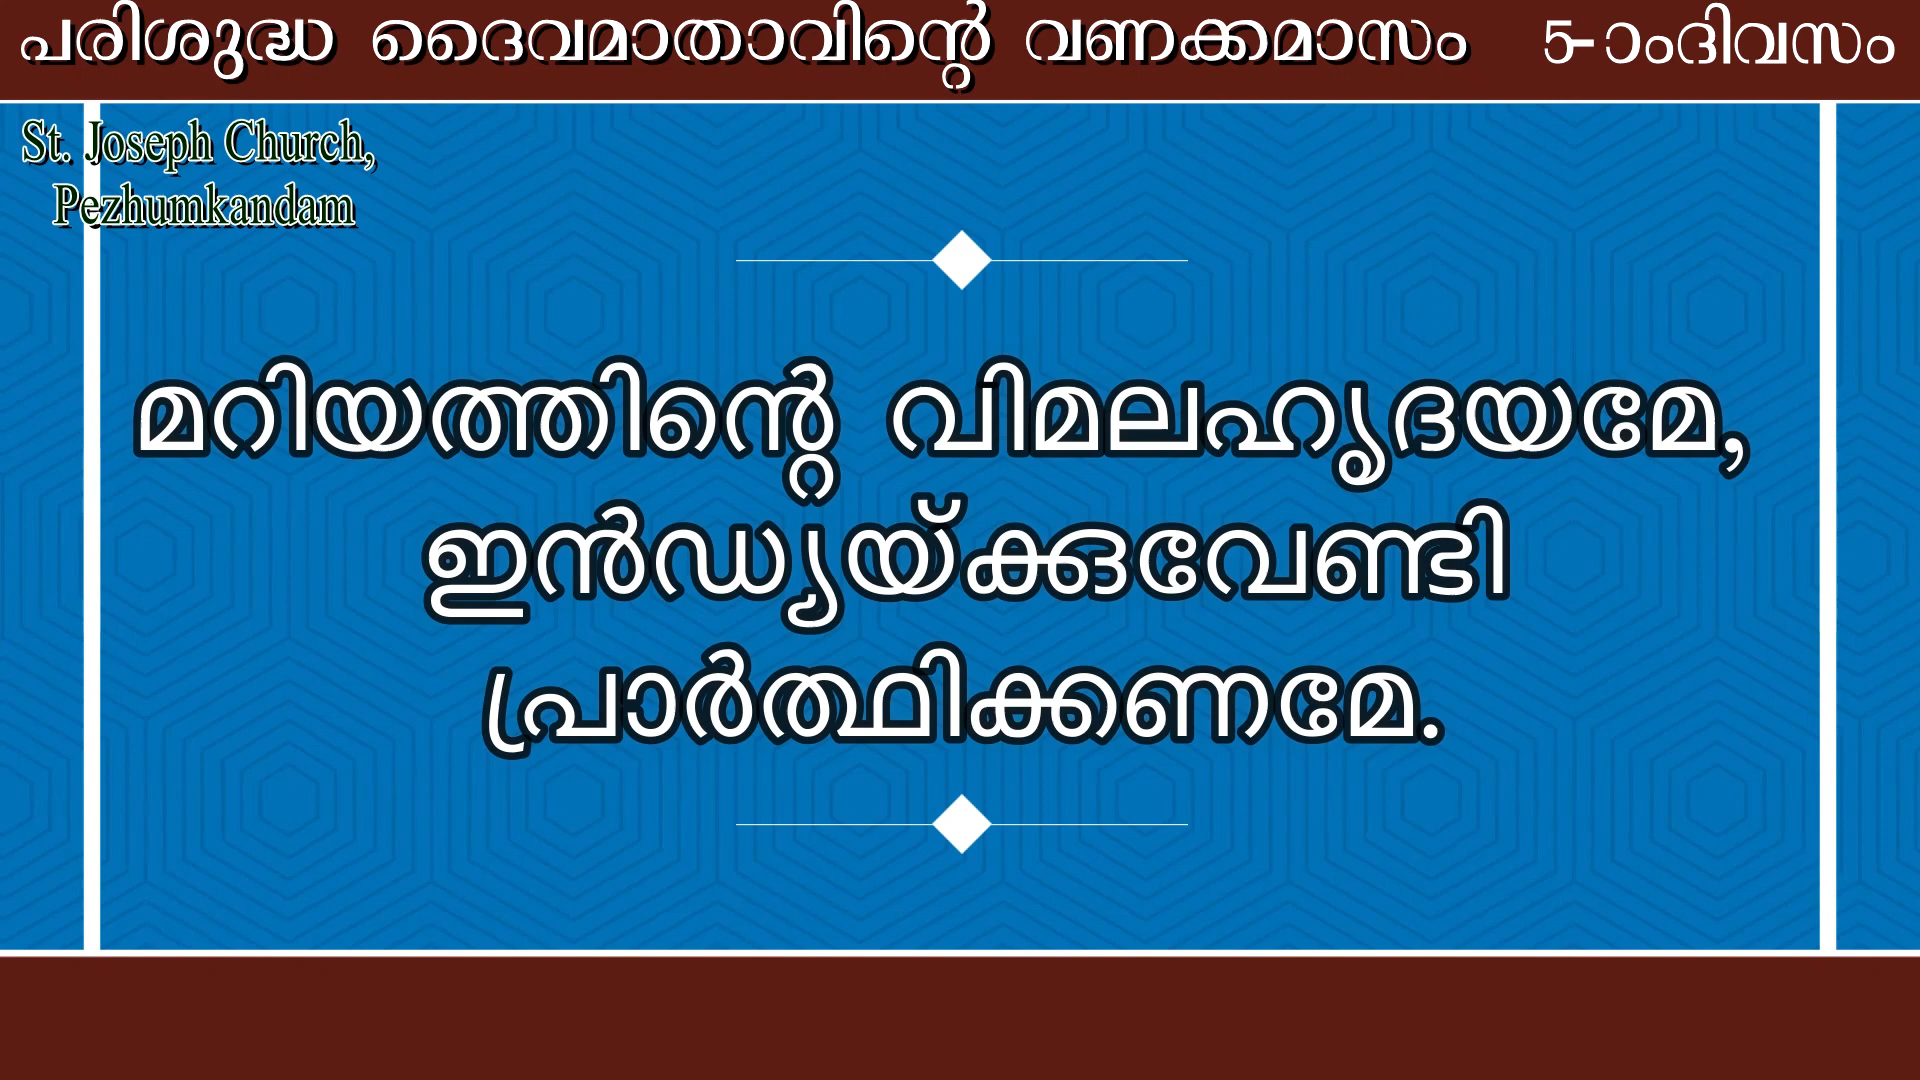 പരിശുദ്ധ ദൈവമാതാവിന്റെ വണക്കമാസം 5-ാംദിവസം
St. Joseph Church,
Pezhumkandam
മറിയത്തിന്റെ വിമലഹൃദയമേ,
ഇൻഡ്യയ്ക്കുവേണ്ടി
പ്രാർത്ഥിക്കണമേ.